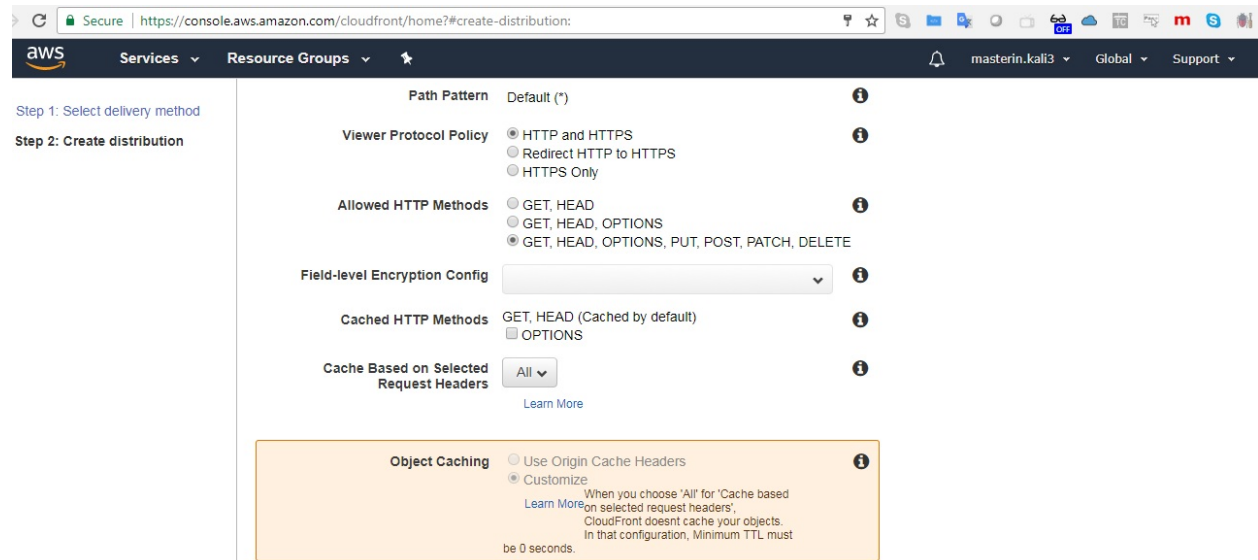 Secure | https://console.aws.amazon.com/cloudfront/home?#create-distribution:
OFF
TC
m
aws
Services
Resource Groups
masterin.kali3
Global
Support
Step 1: Select delivery method
Step 2: Create distribution
Path Pattern
Default (*)
Viewer Protocol Policy
HTTP and HTTPS
Redirect HTTP to HTTPS
HTTPS Only
Allowed HTTP Methods
GET, HEAD
GET, HEAD, OPTIONS
GET, HEAD, OPTIONS, PUT, POST, PATCH, DELETE
Field-level Encryption Config
Cached HTTP Methods
GET, HEAD (Cached by default)
OPTIONS
Cache Based on Selected
Request Headers
All
Learn More
Object Caching
Use Origin Cache Headers
Customize
Learn More
When you choose 'All' for 'Cache based
on selected request headers',
CloudFront doesnt cache your objects.
In that configuration, Minimum TTL must
be 0 seconds.